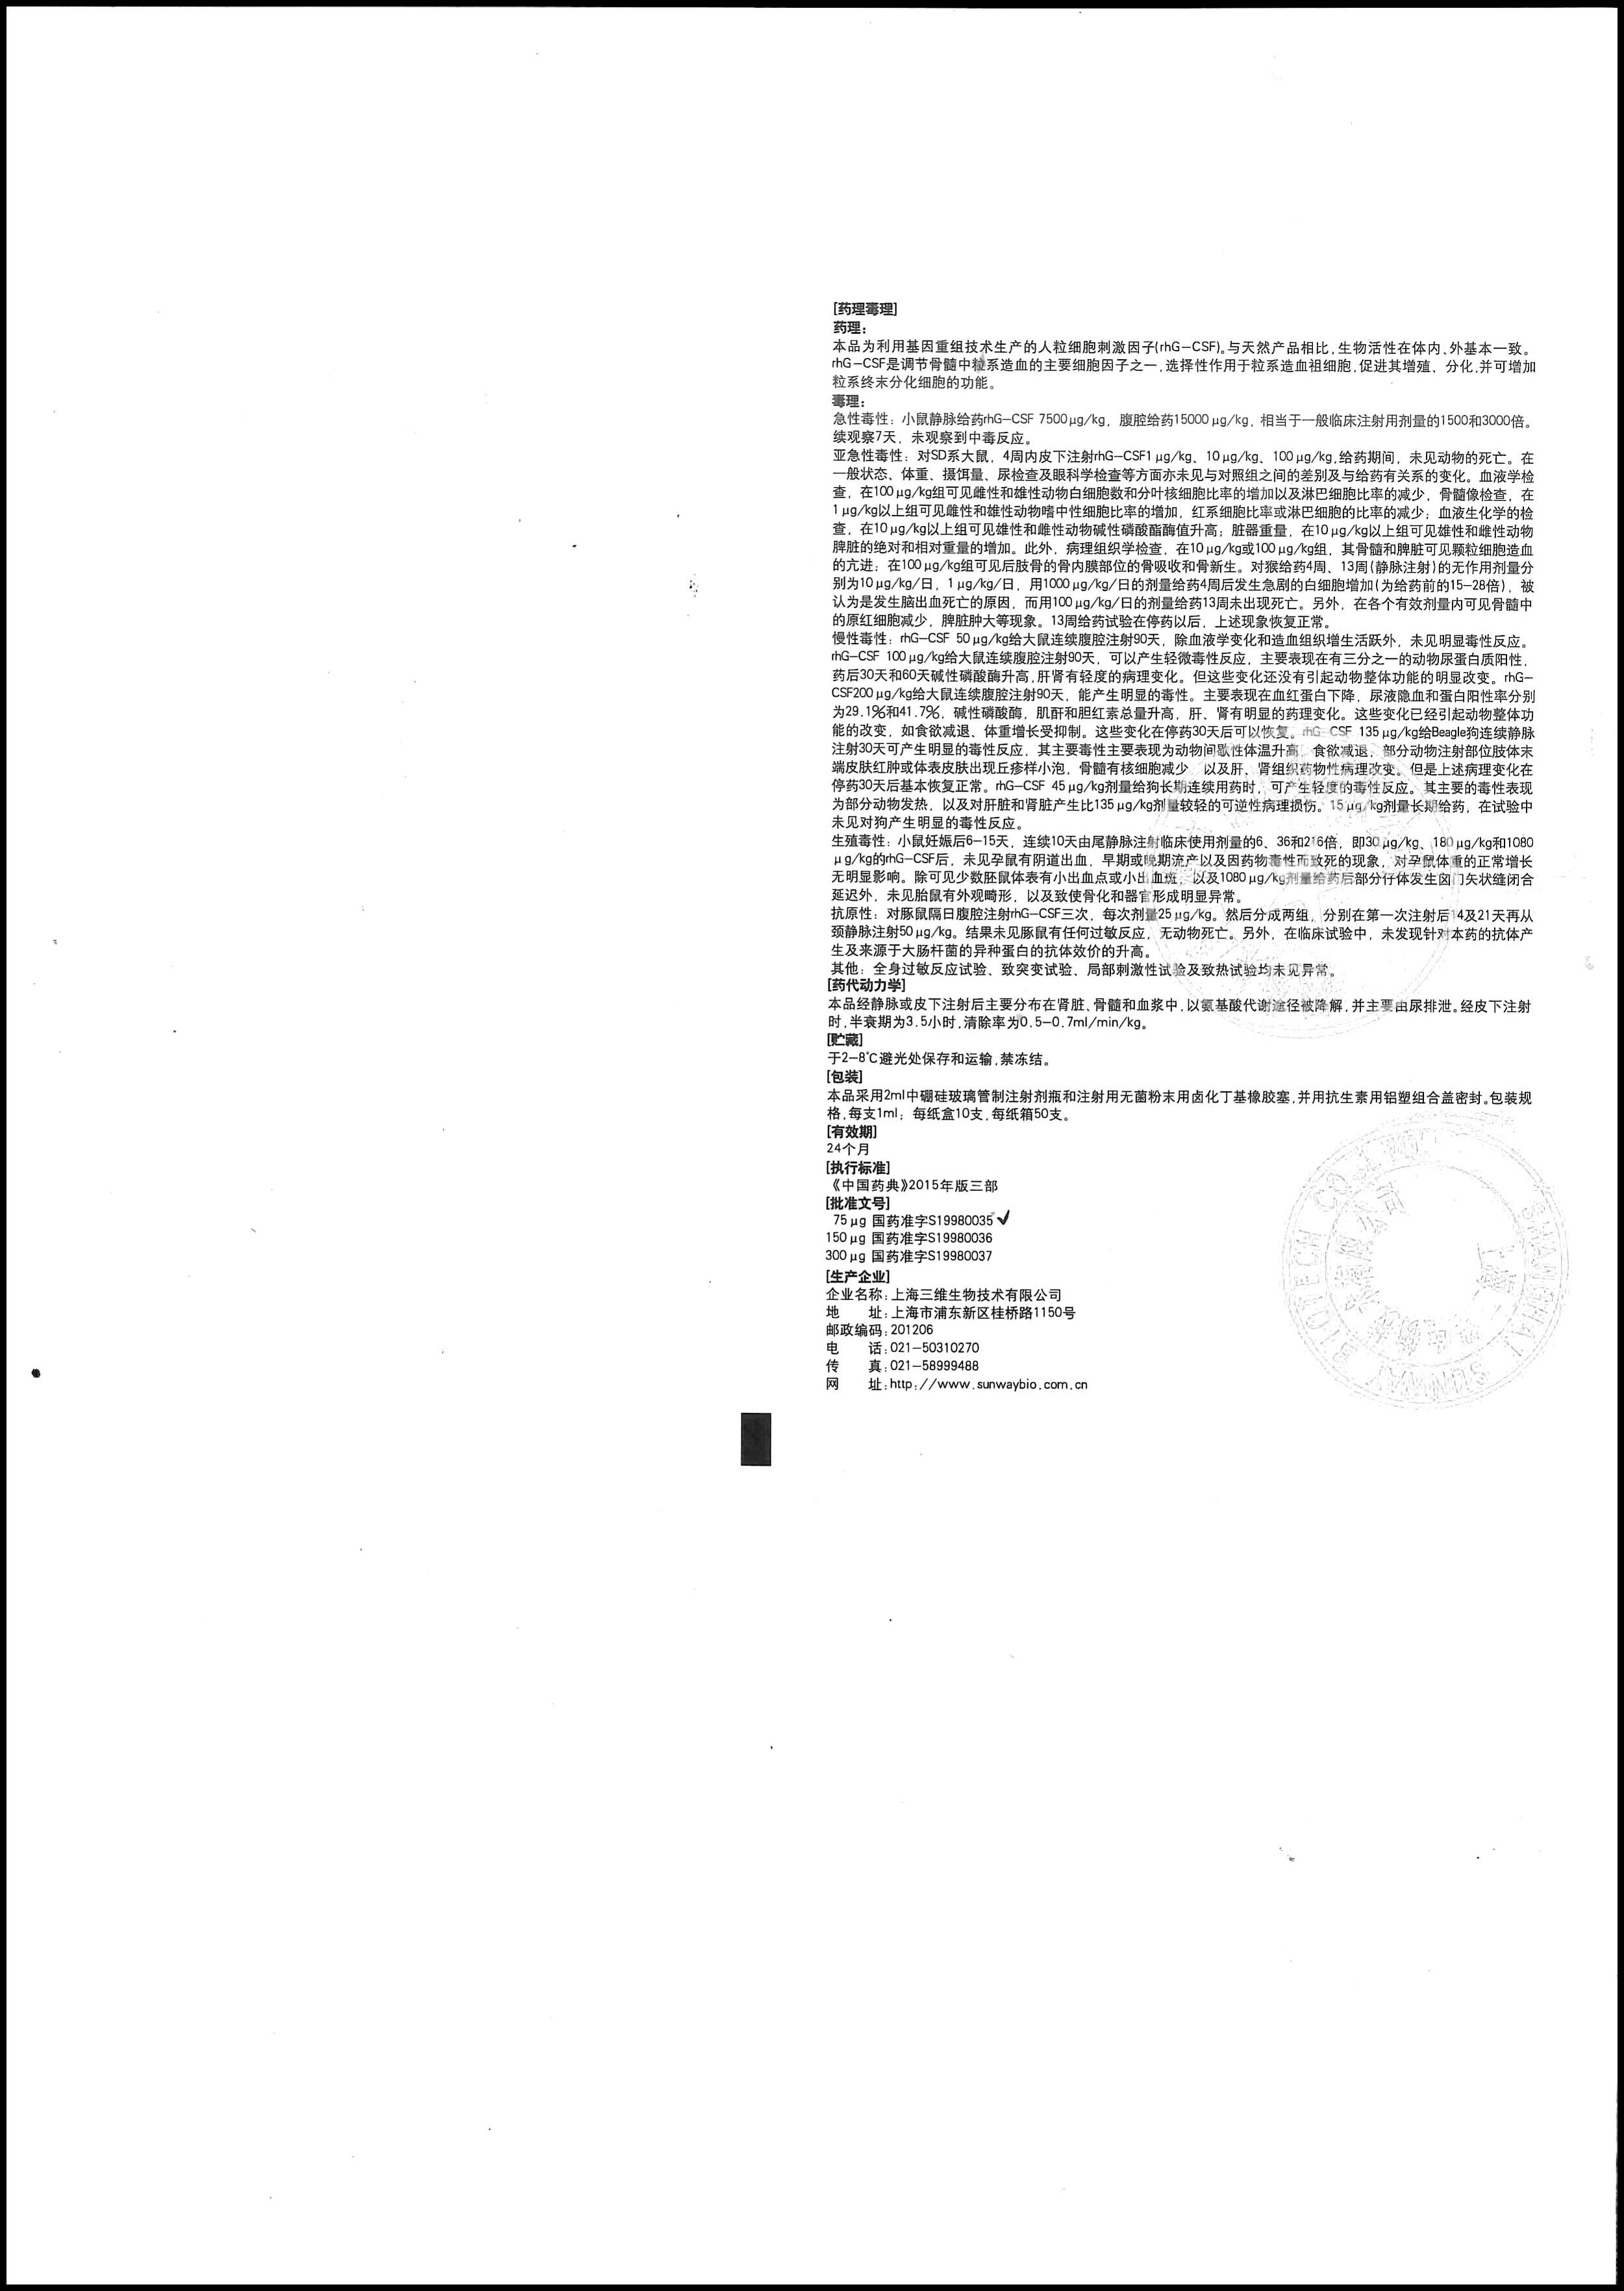 [药理毒理]
药理：
本品为利用基因重组技术生产的人粒细胞刺激因子(rhG-CSF)。与天然产品相比,生物活性在体内、外基本一致。
rhG-CSF是调节骨髓中粒系造血的主要细胞因子之一,选择性作用于粒系造血祖细胞,促进其增殖、分化,并可增加
粒系终末分化细胞的功能。
毒理：
急性毒性：小鼠静脉给药rhG-CSF 7500μg/kg，腹腔给药15000μg/kg，相当于一般临床注射用剂量的1500和3000倍。
续观察7天，未观察到中毒反应。
亚急性毒性：对SD系大鼠，4周内皮下注射rhG-CSF1μg/kg、10μg/kg、100μg/kg,给药期间，未见动物的死亡。在
一般状态、体重、摄饵量、尿检查及眼科学检查等方面亦未见与对照组之间的差别及与给药有关系的变化。血液学检
查，在100μg/kg组可见雌性和雄性动物白细胞数和分叶核细胞比率的增加以及淋巴细胞比率的减少，骨髓像检查，在
1μg/kg以上组可见雌性和雄性动物嗜中性细胞比率的增加，红系细胞比率或淋巴细胞的比率的减少；血液生化学的检
查，在10μg/kg以上组可见雄性和雌性动物碱性磷酸酯酶值升高；脏器重量，在10μg/kg以上组可见雄性和雌性动物
脾脏的绝对和相对重量的增加。此外，病理组织学检查，在10μg/kg或100μg/kg组，其骨髓和脾脏可见颗粒细胞造血
的亢进；在100μg/kg组可见后肢骨的骨内膜部位的骨吸收和骨新生。对猴给药4周、13周(静脉注射)的无作用剂量分
别为10μg/kg/日，1μg/kg/日，用1000μg/kg/日的剂量给药4周后发生急剧的白细胞增加(为给药前的15-28倍)，被
认为是发生脑出血死亡的原因，而用100μg/kg/日的剂量给药13周未出现死亡。另外，在各个有效剂量内可见骨髓中
的原红细胞减少，脾脏肿大等现象。13周给药试验在停药以后，上述现象恢复正常。
慢性毒性：rhG-CSF 50μg/kg给大鼠连续腹腔注射90天，除血液学变化和造血组织增生活跃外，未见明显毒性反应。
rhG-CSF 100μg/kg给大鼠连续腹腔注射90天，可以产生轻微毒性反应，主要表现在有三分之一的动物尿蛋白质阳性，
药后30天和60天碱性磷酸酶升高,肝肾有轻度的病理变化。但这些变化还没有引起动物整体功能的明显改变。rhG-
CSF200μg/kg给大鼠连续腹腔注射90天，能产生明显的毒性。主要表现在血红蛋白下降，尿液隐血和蛋白阳性率分别
为29.1%和41.7%，碱性磷酸酶，肌酐和胆红素总量升高，肝、肾有明显的药理变化。这些变化已经引起动物整体功
能的改变，如食欲减退、体重增长受抑制。这些变化在停药30天后可以恢复。rhG-CSF 135μg/kg给Beagle狗连续静脉
注射30天可产生明显的毒性反应，其主要毒性主要表现为动物间歇性体温升高，食欲减退，部分动物注射部位肢体末
端皮肤红肿或体表皮肤出现丘疹样小泡，骨髓有核细胞减少，以及肝、肾组织药物性病理改变。但是上述病理变化在
停药30天后基本恢复正常。rhG-CSF 45μg/kg剂量给狗长期连续用药时，可产生轻度的毒性反应。其主要的毒性表现
为部分动物发热，以及对肝脏和肾脏产生比135μg/kg剂量较轻的可逆性病理损伤。15μg/kg剂量长期给药，在试验中
未见对狗产生明显的毒性反应。
生殖毒性：小鼠妊娠后6-15天，连续10天由尾静脉注射临床使用剂量的6、36和216倍，即30μg/kg、180μg/kg和1080
μg/kg的rhG-CSF后，未见孕鼠有阴道出血，早期或晚期流产以及因药物毒性而致死的现象，对孕鼠体重的正常增长
无明显影响。除可见少数胚鼠体表有小出血点或小出血斑，以及1080μg/kg剂量给药后部分仔体发生囟门矢状缝闭合
延迟外，未见胎鼠有外观畸形，以及致使骨化和器官形成明显异常。
抗原性：对豚鼠隔日腹腔注射rhG-CSF三次，每次剂量25μg/kg。然后分成两组，分别在第一次注射后14及21天再从
颈静脉注射50μg/kg。结果未见豚鼠有任何过敏反应，无动物死亡。另外，在临床试验中，未发现针对本药的抗体产
生及来源于大肠杆菌的异种蛋白的抗体效价的升高。
其他：全身过敏反应试验、致突变试验、局部刺激性试验及致热试验均未见异常。
[药代动力学]
本品经静脉或皮下注射后主要分布在肾脏、骨髓和血浆中,以氨基酸代谢途径被降解,并主要由尿排泄。经皮下注射
时,半衰期为3.5小时,清除率为0.5-0.7ml/min/kg。
[贮藏]
于2-8℃避光处保存和运输,禁冻结。
[包装]
本品采用2ml中硼硅玻璃管制注射剂瓶和注射用无菌粉末用卤化丁基橡胶塞,并用抗生素用铝塑组合盖密封。包装规
格,每支1ml；每纸盒10支,每纸箱50支。
[有效期]
24个月
[执行标准]
《中国药典》2015年版三部
[批准文号]
75μg 国药准字S19980035 ✓
150μg 国药准字S19980036
300μg 国药准字S19980037
[生产企业]
企业名称：上海三维生物技术有限公司
地 址：上海市浦东新区桂桥路1150号
邮政编码：201206
电 话：021-50310270
传 真：021-58999488
网 址：http://www.sunwaybio.com.cn
SHANGHAI SUNWAY BIOTECH CO.,